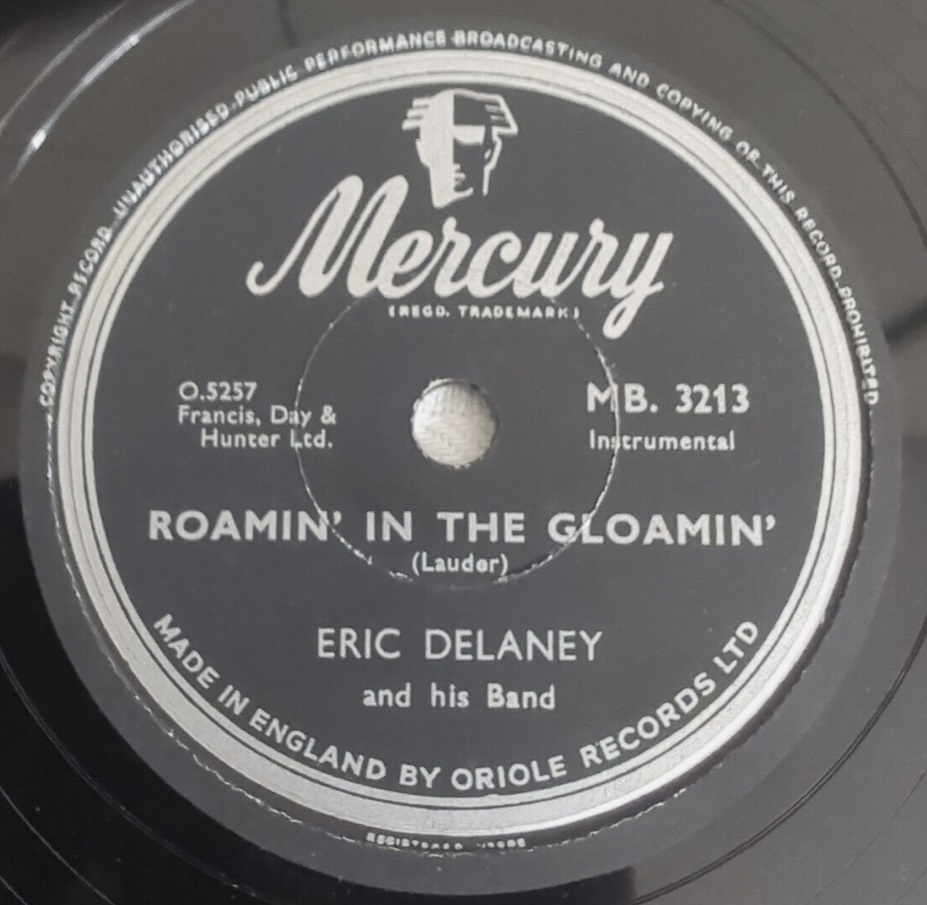 COPYRIGHT RECORD UNAUTHORISED PUBLIC PERFORMANCE BROADCASTING AND COPYING OF THIS RECORD PROHIBITED
Mercury
(REGD. TRADEMARK)
O.5257
Francis, Day &
Hunter Ltd.
MB. 3213
Instrumental
ROAMIN' IN THE GLOAMIN'
(Lauder)
ERIC DELANEY
and his Band
MADE IN ENGLAND BY ORIOLE RECORDS LTD
REGISTERED